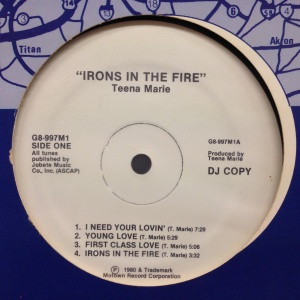 Titan
Akron
"IRONS IN THE FIRE"
Teena Marie
G8-997M1
SIDE ONE
All tunes
published by
Jobete Music
Co., Inc. (ASCAP)
G8-997M1A
Produced by
Teena Marie
DJ COPY
1. I NEED YOUR LOVIN' (T. Marie) 7:29
2. YOUNG LOVE (T. Marie) 5:29
3. FIRST CLASS LOVE (T. Marie) 5:06
4. IRONS IN THE FIRE (T. Marie) 3:32
℗ 1980 & Trademark
Motown Record Corporation